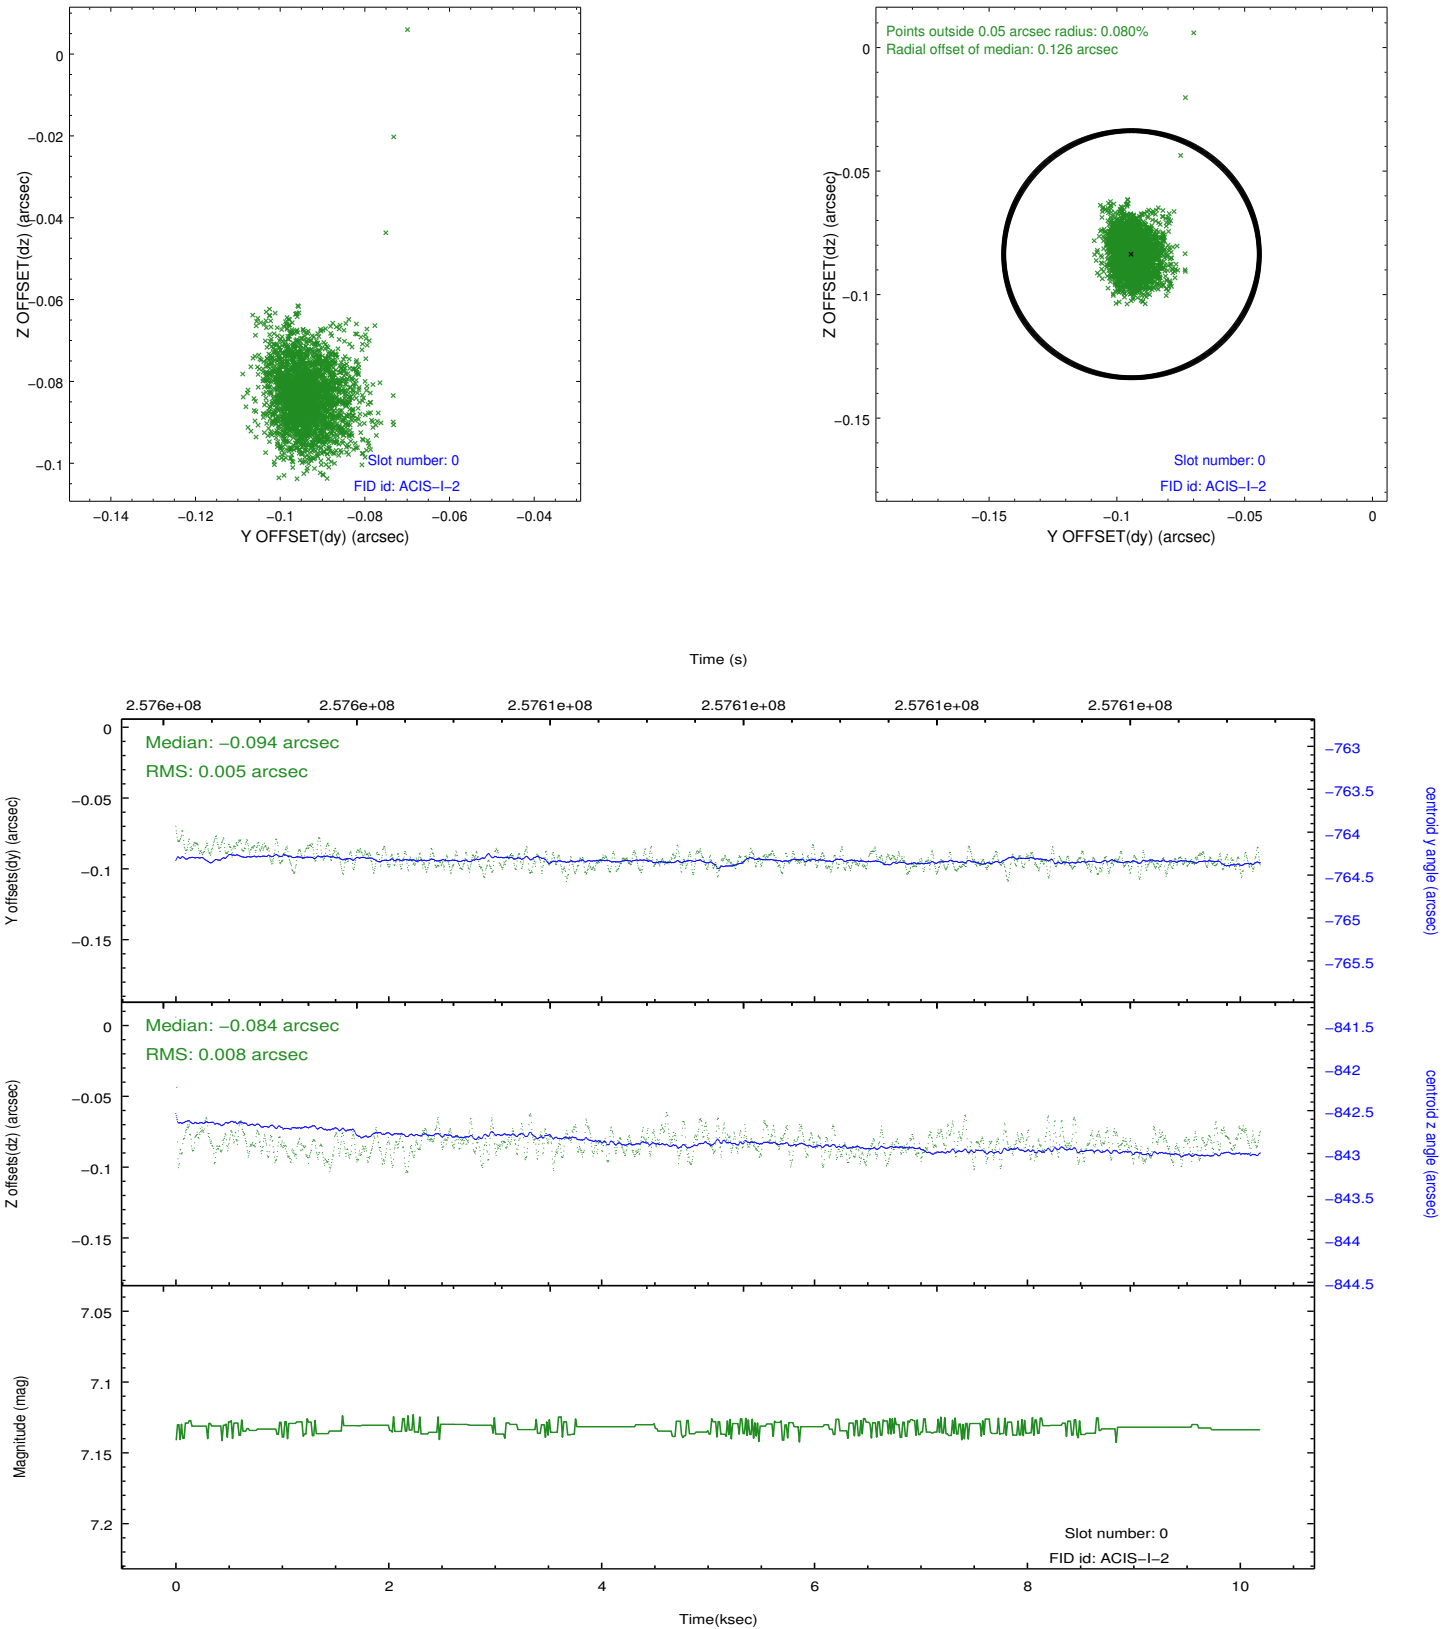 0
−0.02
−0.04
−0.06
−0.08
−0.1
Z OFFSET(dz) (arcsec)
Slot number: 0
FID id: ACIS−I−2
−0.14
−0.12
−0.1
−0.08
−0.06
−0.04
Y OFFSET(dy) (arcsec)
Points outside 0.05 arcsec radius: 0.080%
Radial offset of median: 0.126 arcsec
0
−0.05
−0.1
−0.15
Z OFFSET(dz) (arcsec)
Slot number: 0
FID id: ACIS−I−2
−0.15
−0.1
−0.05
0
Y OFFSET(dy) (arcsec)
Time (s)
2.576e+08
2.576e+08
2.5761e+08
2.5761e+08
2.5761e+08
2.5761e+08
Median: −0.094 arcsec
RMS: 0.005 arcsec
0
−0.05
−0.1
−0.15
Y offsets(dy) (arcsec)
−763
−763.5
−764
−764.5
−765
−765.5
centroid y angle (arcsec)
Median: −0.084 arcsec
RMS: 0.008 arcsec
0
−0.05
−0.1
−0.15
Z offsets(dz) (arcsec)
−841.5
−842
−842.5
−843
−843.5
−844
−844.5
centroid z angle (arcsec)
7.05
7.1
7.15
7.2
Magnitude (mag)
Slot number: 0
FID id: ACIS−I−2
0
2
4
6
8
10
Time(ksec)